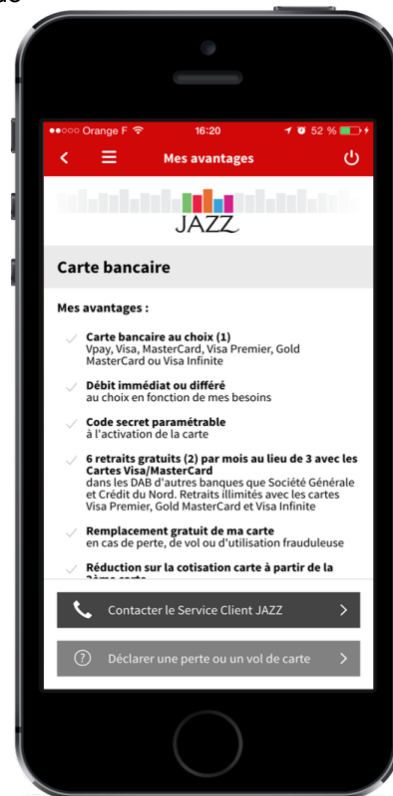 Orange F 16:20 52 %
Mes avantages
JAZZ
Carte bancaire
Mes avantages :
Carte bancaire au choix (1)
Vpay, Visa, MasterCard, Visa Premier, Gold
MasterCard ou Visa Infinite
Débit immédiat ou différé
au choix en fonction de mes besoins
Code secret paramétrable
à l'activation de la carte
6 retraits gratuits (2) par mois au lieu de 3 avec les
Cartes Visa/MasterCard
dans les DAB d'autres banques que Société Générale
et Crédit du Nord. Retraits illimités avec les cartes
Visa Premier, Gold MasterCard et Visa Infinite
Remplacement gratuit de ma carte
en cas de perte, de vol ou d'utilisation frauduleuse
Réduction sur la cotisation carte à partir de la
2ème carte
Contacter le Service Client JAZZ
Déclarer une perte ou un vol de carte